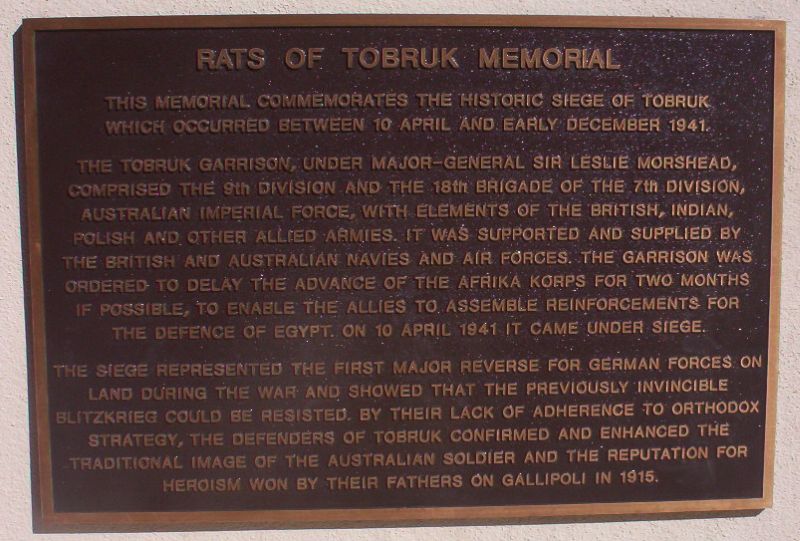 RATS OF TOBRUK MEMORIAL
THIS MEMORIAL COMMEMORATES THE HISTORIC SIEGE OF TOBRUK
WHICH OCCURRED BETWEEN 10 APRIL AND EARLY DECEMBER 1941.
THE TOBRUK GARRISON, UNDER MAJOR-GENERAL SIR LESLIE MORSHEAD,
COMPRISED THE 9th DIVISION AND THE 18th BRIGADE OF THE 7th DIVISION,
AUSTRALIAN IMPERIAL FORCE, WITH ELEMENTS OF THE BRITISH, INDIAN,
POLISH AND OTHER ALLIED ARMIES. IT WAS SUPPORTED AND SUPPLIED BY
THE BRITISH AND AUSTRALIAN NAVIES AND AIR FORCES. THE GARRISON WAS
ORDERED TO DELAY THE ADVANCE OF THE AFRIKA KORPS FOR TWO MONTHS
IF POSSIBLE, TO ENABLE THE ALLIES TO ASSEMBLE REINFORCEMENTS FOR
THE DEFENCE OF EGYPT. ON 10 APRIL 1941 IT CAME UNDER SIEGE.
THE SIEGE REPRESENTED THE FIRST MAJOR REVERSE FOR GERMAN FORCES ON
LAND DURING THE WAR AND SHOWED THAT THE PREVIOUSLY INVINCIBLE
BLITZKRIEG COULD BE RESISTED. BY THEIR LACK OF ADHERENCE TO ORTHODOX
STRATEGY, THE DEFENDERS OF TOBRUK CONFIRMED AND ENHANCED THE
TRADITIONAL IMAGE OF THE AUSTRALIAN SOLDIER AND THE REPUTATION FOR
HEROISM WON BY THEIR FATHERS ON GALLIPOLI IN 1915.